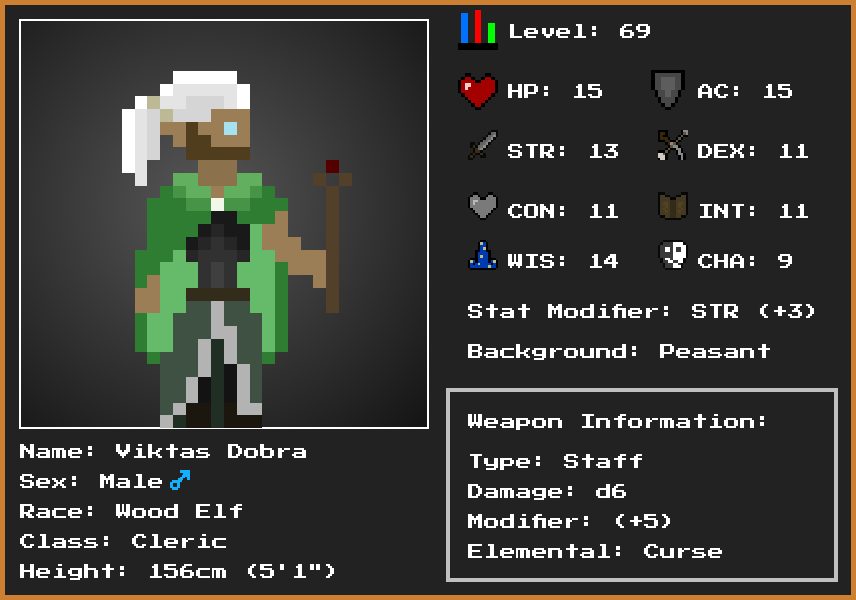 Level: 69
HP: 15 AC: 15
STR: 13 DEX: 11
CON: 11 INT: 11
WIS: 14 CHA: 9
Stat Modifier: STR (+3)
Background: Peasant
Weapon Information:
Type: Staff
Damage: d6
Modifier: (+5)
Elemental: Curse
Name: Viktas Dobra
Sex: Male♂
Race: Wood Elf
Class: Cleric
Height: 156cm (5'1")